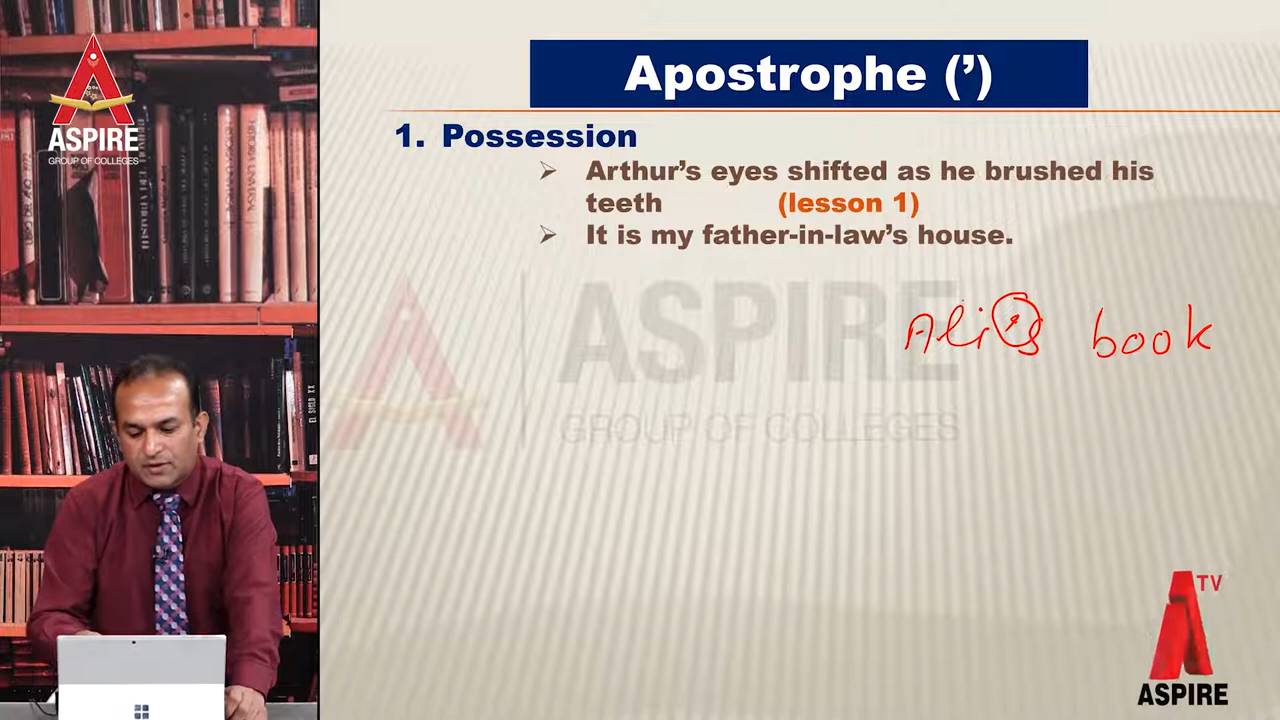 Apostrophe (’)
ASPIRE
GROUP OF COLLEGES
1. Possession
➢ Arthur’s eyes shifted as he brushed his
teeth (lesson 1)
➢ It is my father-in-law’s house.
Ali's book
ASPIRE
GROUP OF COLLEGES
TV
ASPIRE